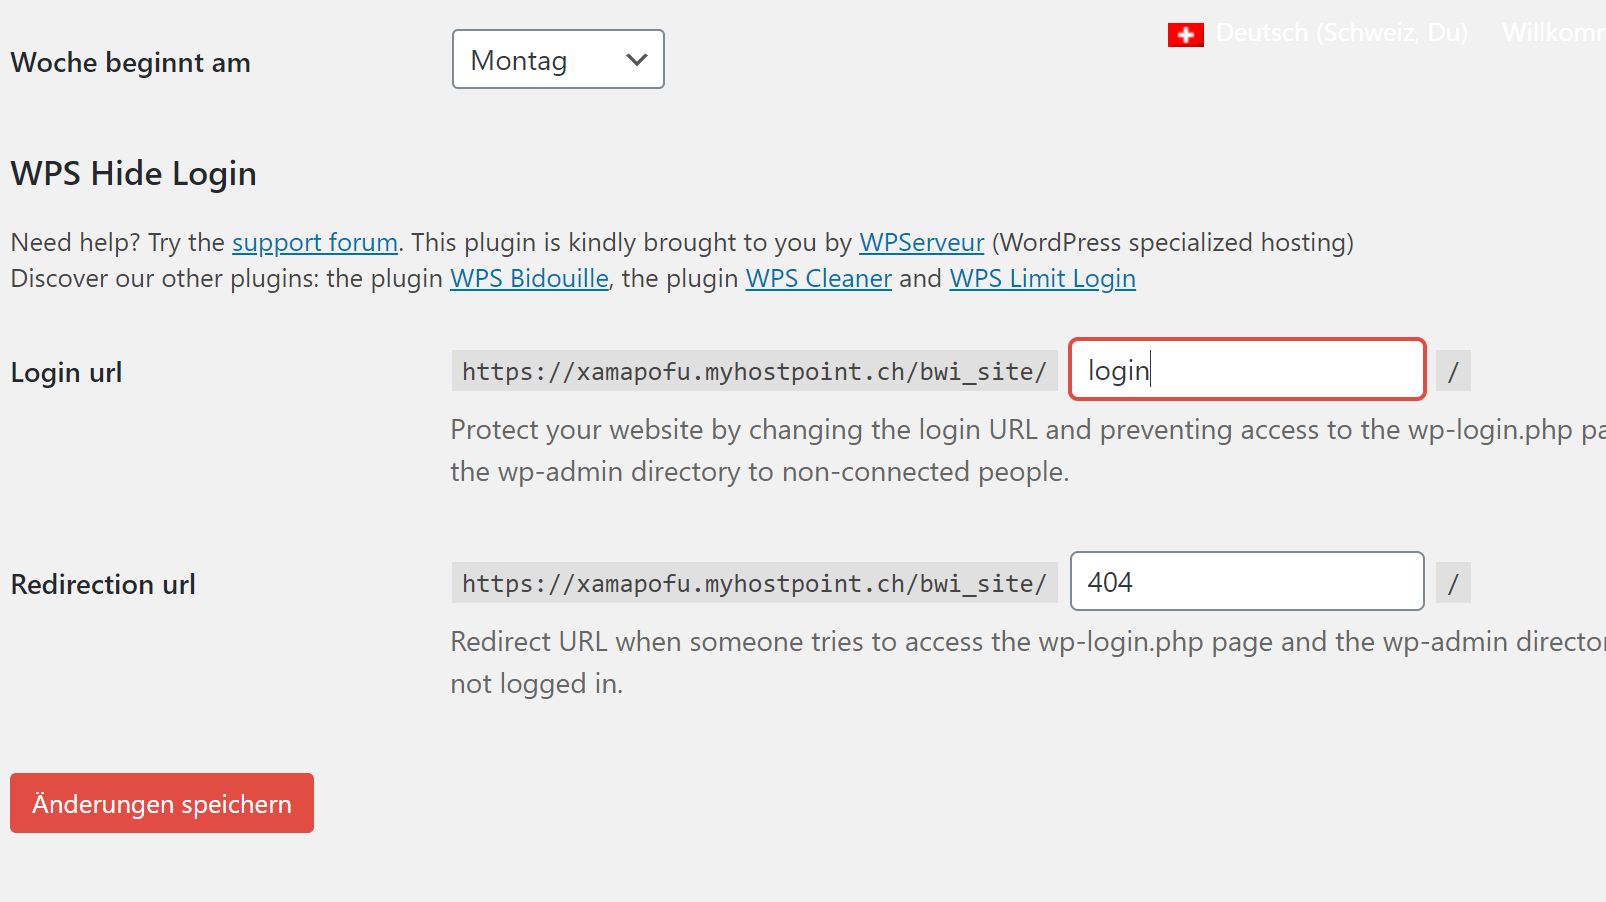 Deutsch (Schweiz, Du) Willkomm
Woche beginnt am Montag
WPS Hide Login
Need help? Try the support forum. This plugin is kindly brought to you by WPServeur (WordPress specialized hosting)
Discover our other plugins: the plugin WPS Bidouille, the plugin WPS Cleaner and WPS Limit Login
Login url https://xamapofu.myhostpoint.ch/bwi_site/ login /
Protect your website by changing the login URL and preventing access to the wp-login.php pa
the wp-admin directory to non-connected people.
Redirection url https://xamapofu.myhostpoint.ch/bwi_site/ 404 /
Redirect URL when someone tries to access the wp-login.php page and the wp-admin director
not logged in.
Änderungen speichern